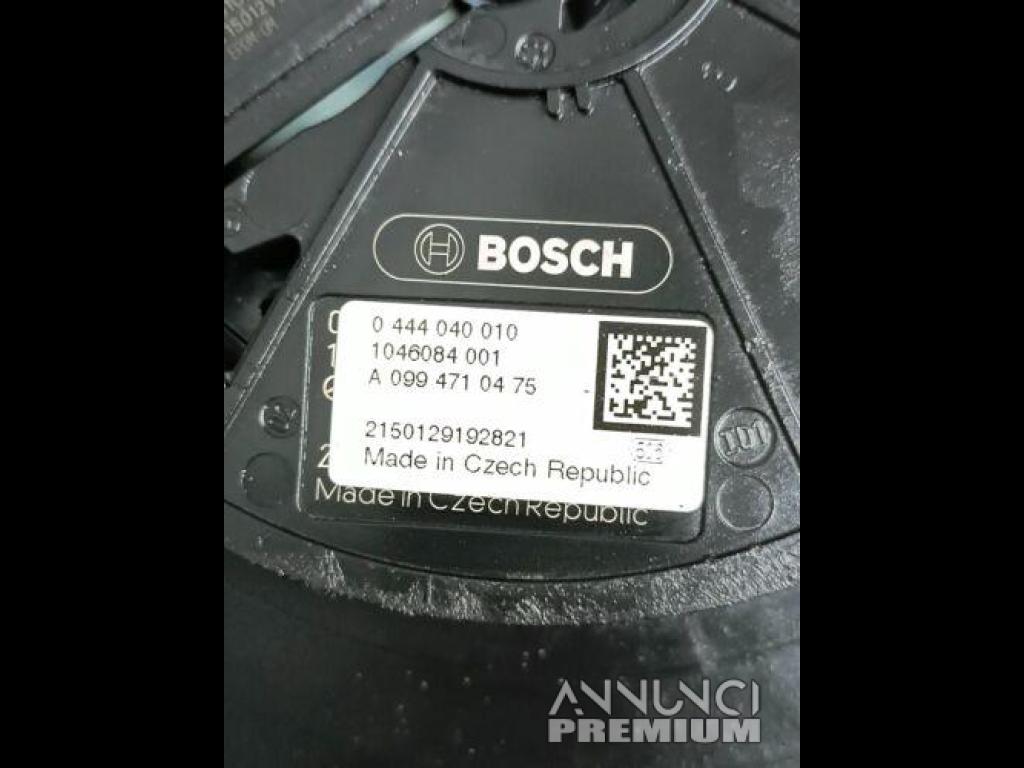 BOSCH
0 444 040 010
1046084 001
A 099 471 04 75
2150129192821
Made in Czech Republic
Made in Czech Republic
ANNUNCI
PREMIUM